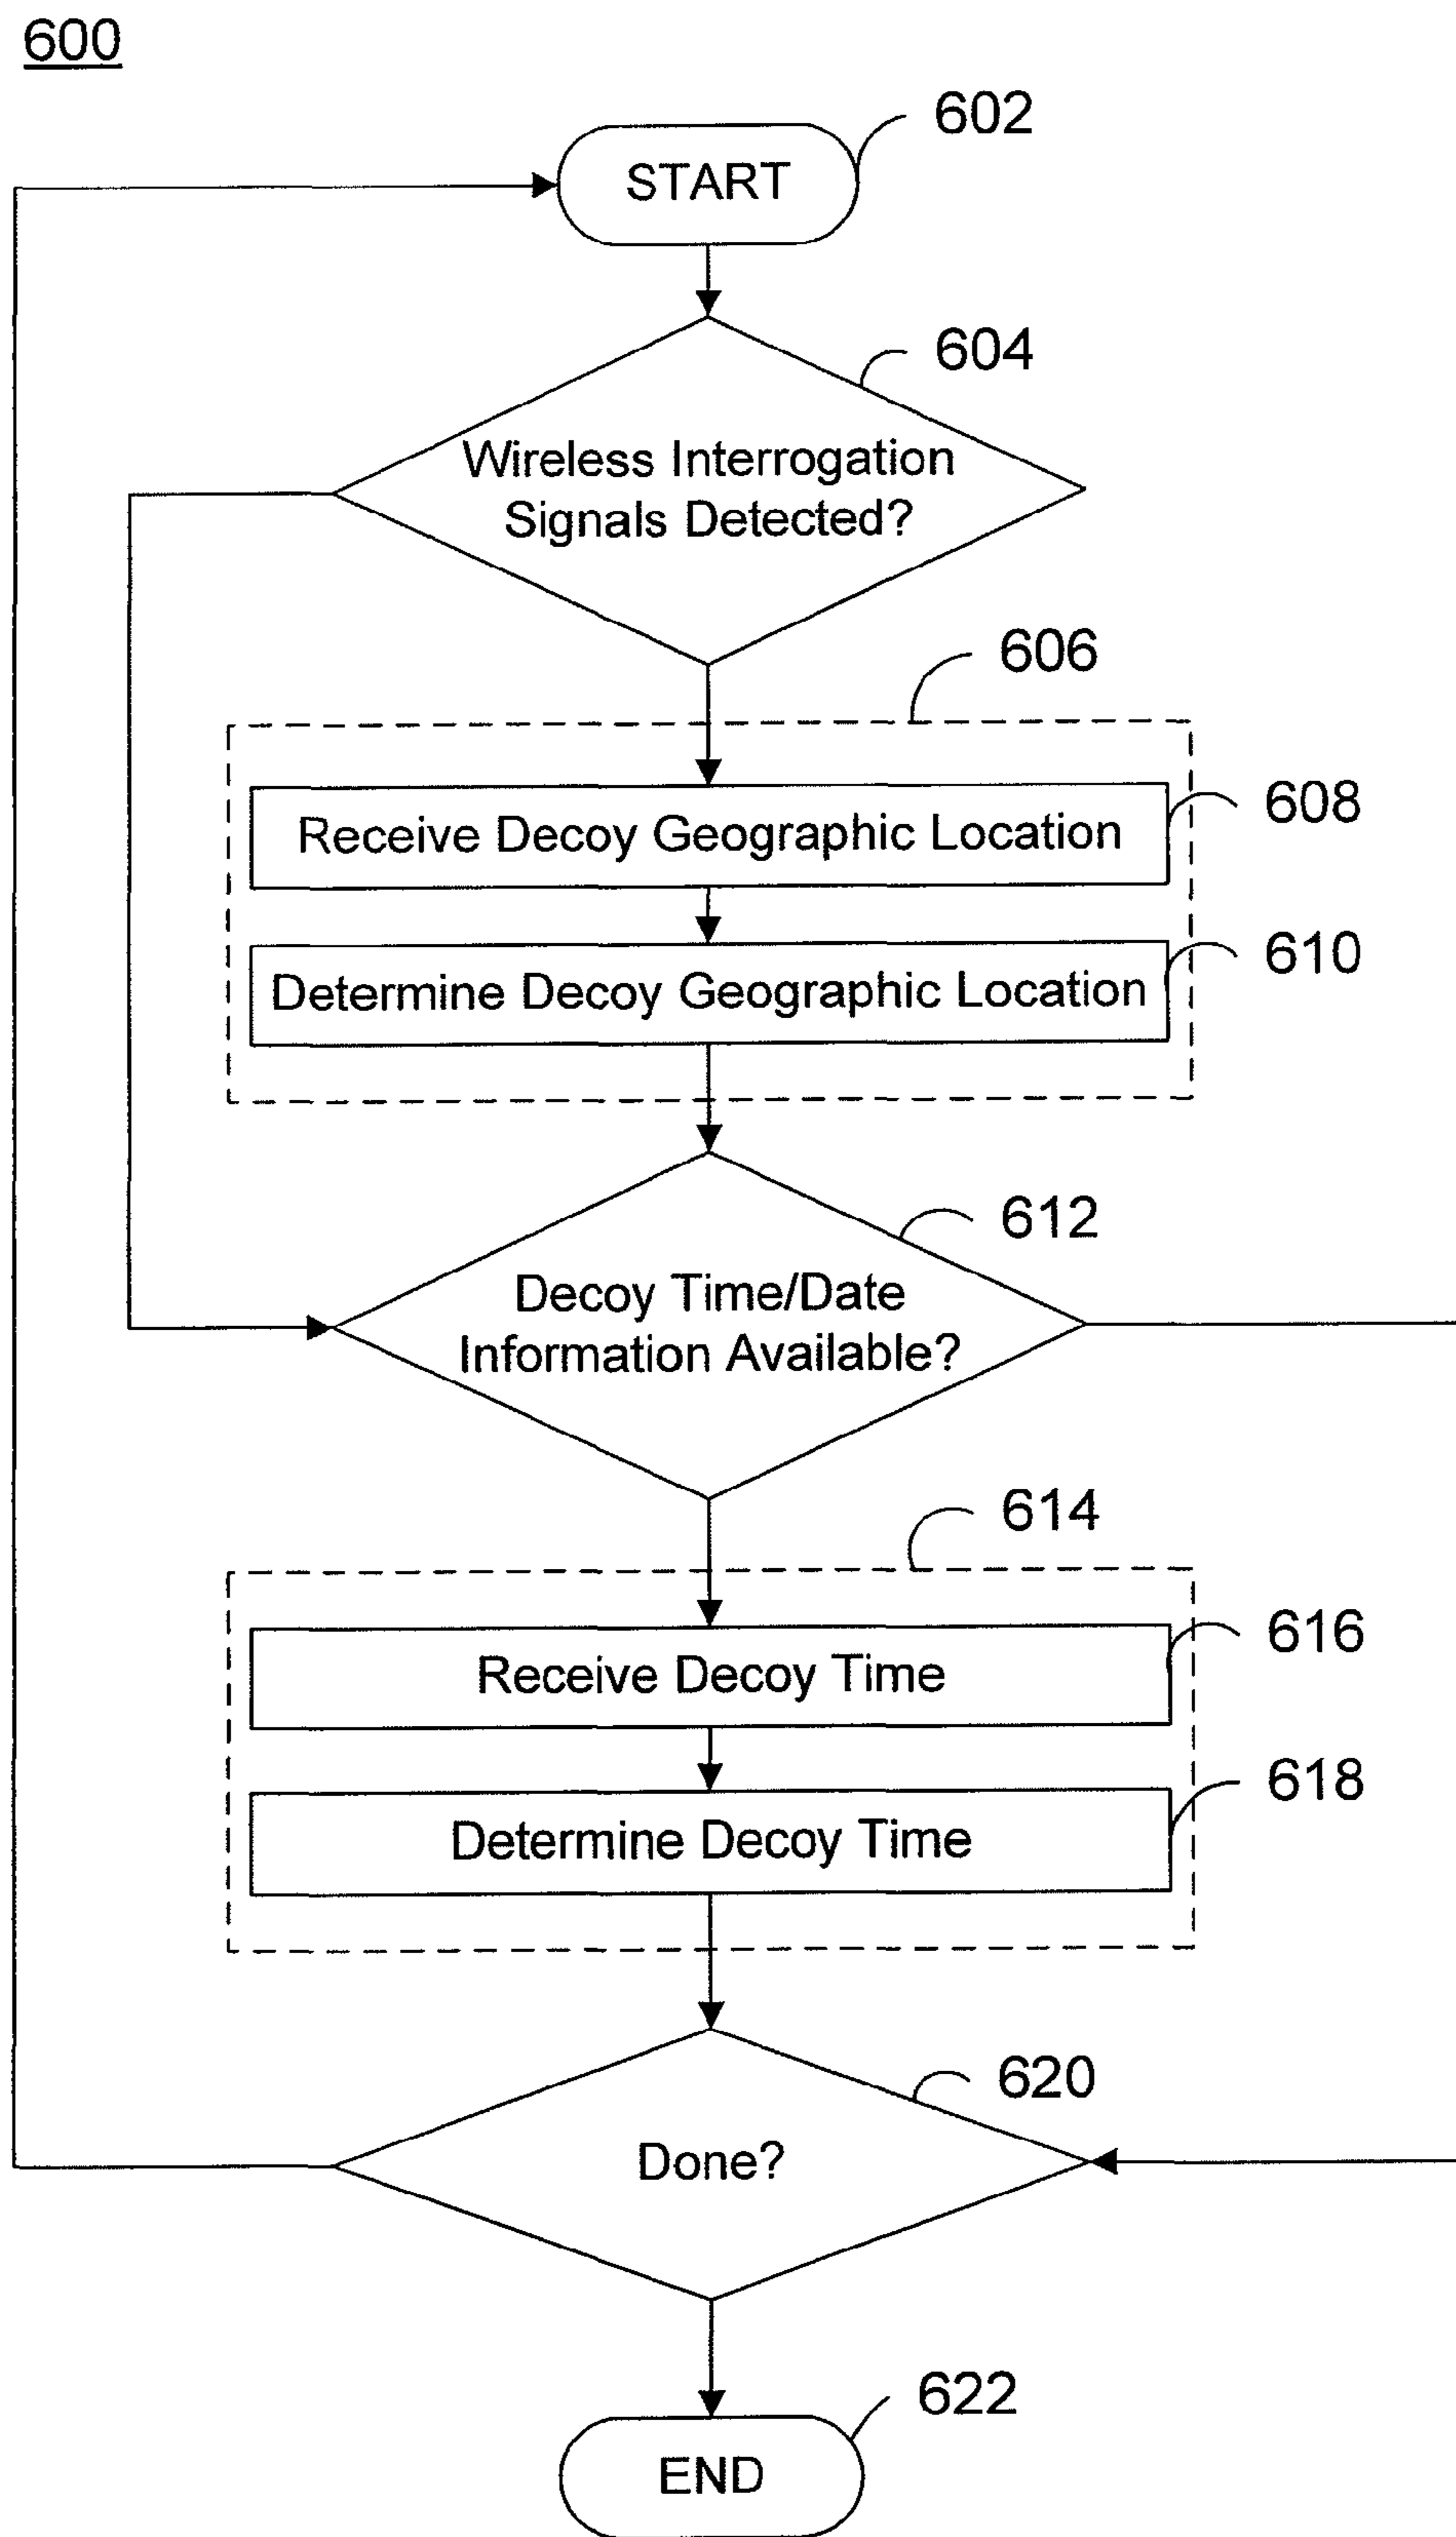 600
602
START
604
Wireless Interrogation
Signals Detected?
606
608
Receive Decoy Geographic Location
610
Determine Decoy Geographic Location
612
Decoy Time/Date
Information Available?
614
616
Receive Decoy Time
618
Determine Decoy Time
620
Done?
622
END